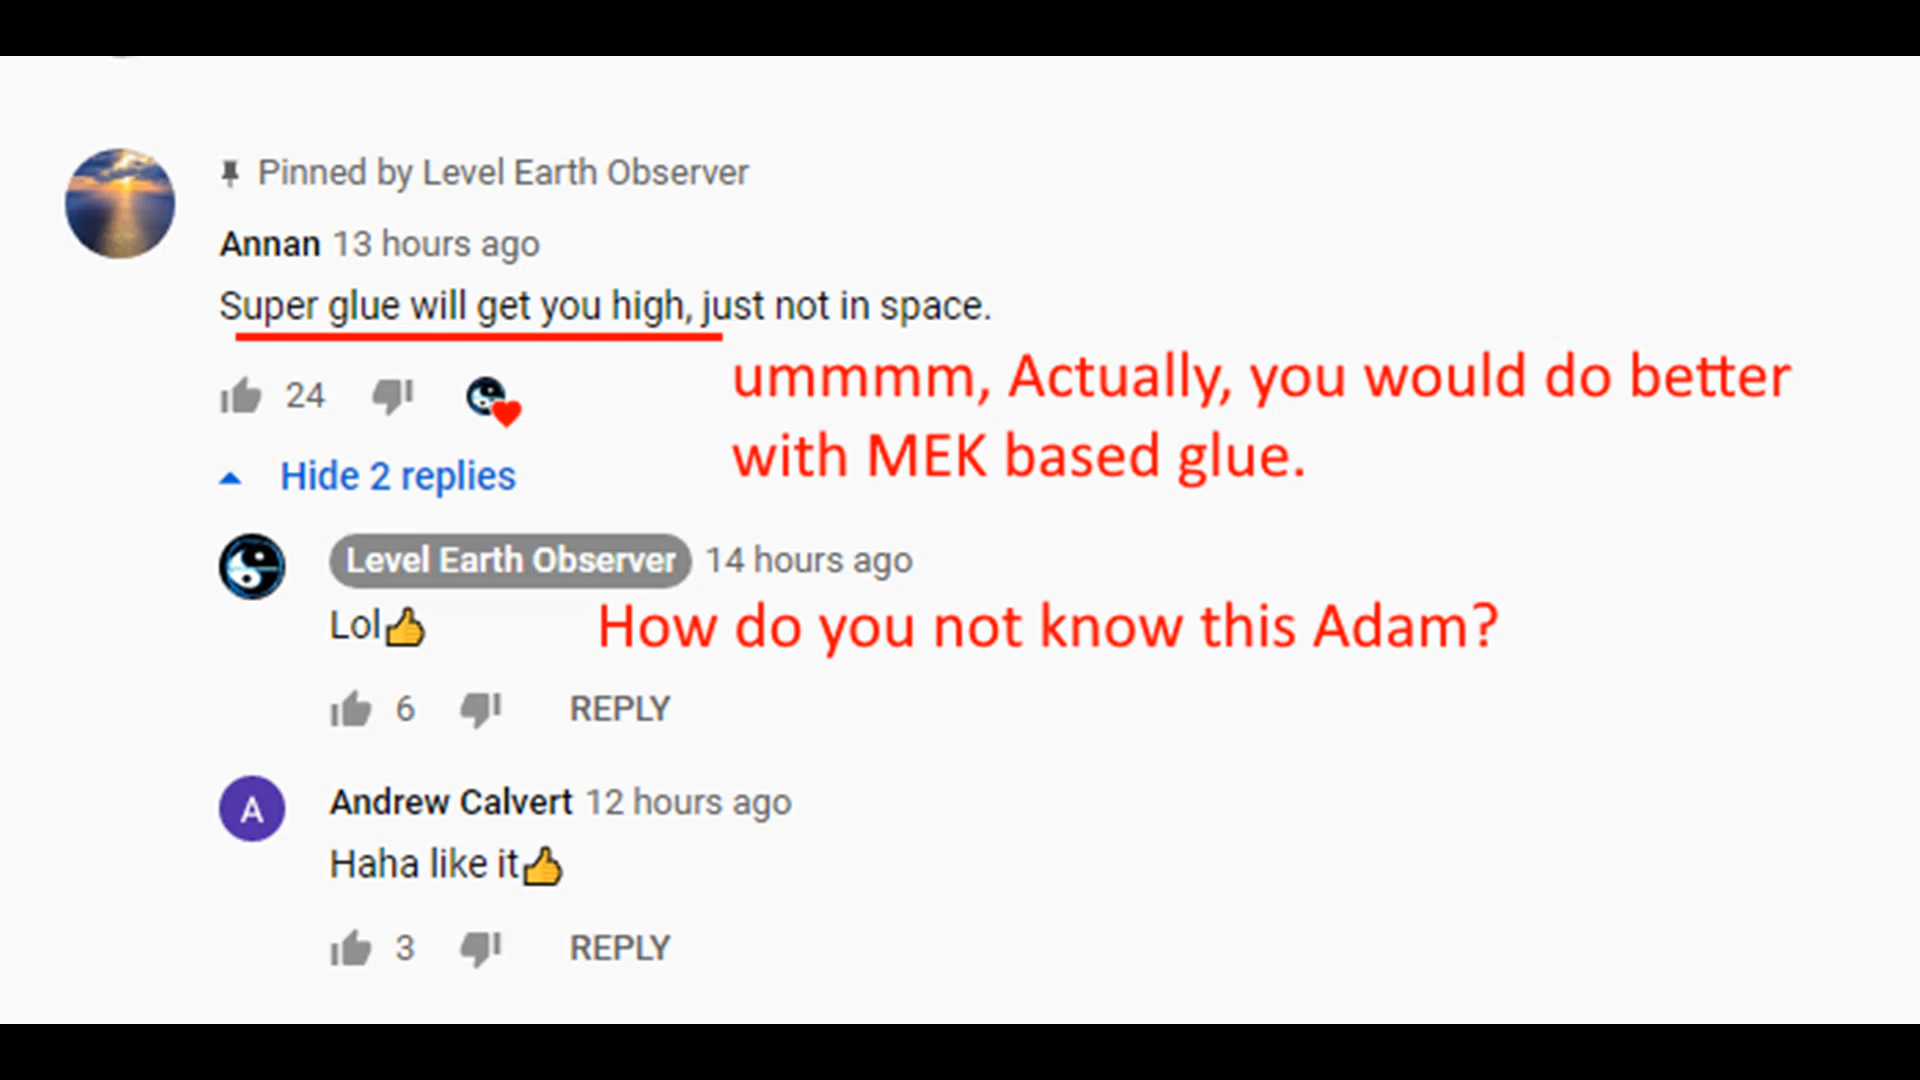 Pinned by Level Earth Observer
Annan 13 hours ago
Super glue will get you high, just not in space.
ummmm, Actually, you would do better
with MEK based glue.
24
Hide 2 replies
Level Earth Observer 14 hours ago
Lol👍
How do you not know this Adam?
6 REPLY
A
Andrew Calvert 12 hours ago
Haha like it👍
3 REPLY